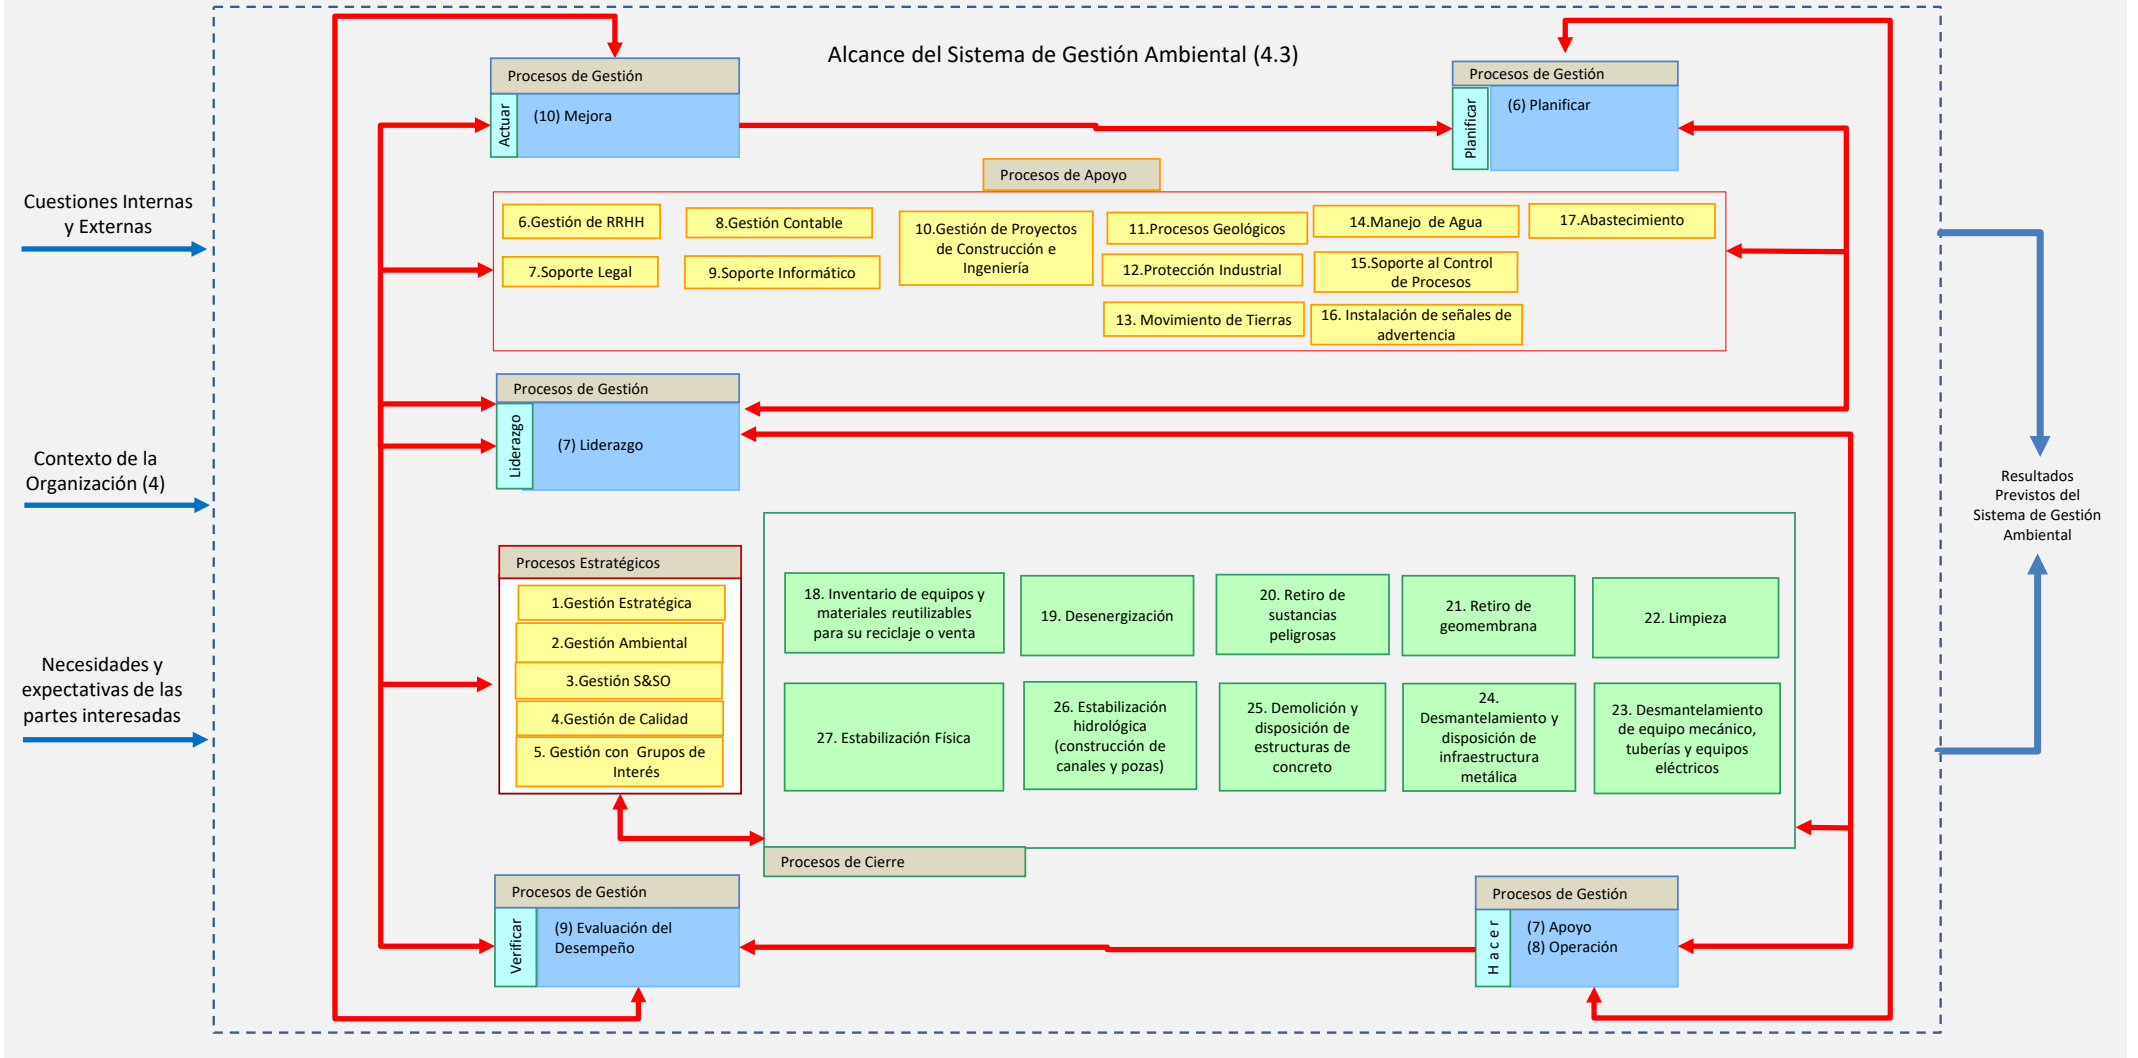 Alcance del Sistema de Gestión Ambiental (4.3)
Procesos de Gestión
Actuar
(10) Mejora
Procesos de Gestión
Planificar
(6) Planificar
Cuestiones Internas
y Externas
Contexto de la
Organización (4)
Necesidades y
expectativas de las
partes interesadas
Procesos de Apoyo
6.Gestión de RRHH
7.Soporte Legal
8.Gestión Contable
9.Soporte Informático
10.Gestión de Proyectos
de Construcción e
Ingeniería
11.Procesos Geológicos
12.Protección Industrial
13. Movimiento de Tierras
14.Manejo de Agua
15.Soporte al Control
de Procesos
16. Instalación de señales de
advertencia
17.Abastecimiento
Procesos de Gestión
Liderazgo
(7) Liderazgo
Procesos Estratégicos
1.Gestión Estratégica
2.Gestión Ambiental
3.Gestión S&SO
4.Gestión de Calidad
5. Gestión con Grupos de
Interés
18. Inventario de equipos y
materiales reutilizables
para su reciclaje o venta
19. Desenergización
20. Retiro de
sustancias
peligrosas
21. Retiro de
geomembrana
22. Limpieza
27. Estabilización Física
26. Estabilización
hidrológica
(construcción de
canales y pozas)
25. Demolición y
disposición de
estructuras de
concreto
24.
Desmantelamiento y
disposición de
infraestructura
metálica
23. Desmantelamiento
de equipo mecánico,
tuberías y equipos
eléctricos
Procesos de Cierre
Procesos de Gestión
Verificar
(9) Evaluación del
Desempeño
Procesos de Gestión
H a c e r
(7) Apoyo
(8) Operación
Resultados
Previstos del
Sistema de Gestión
Ambiental